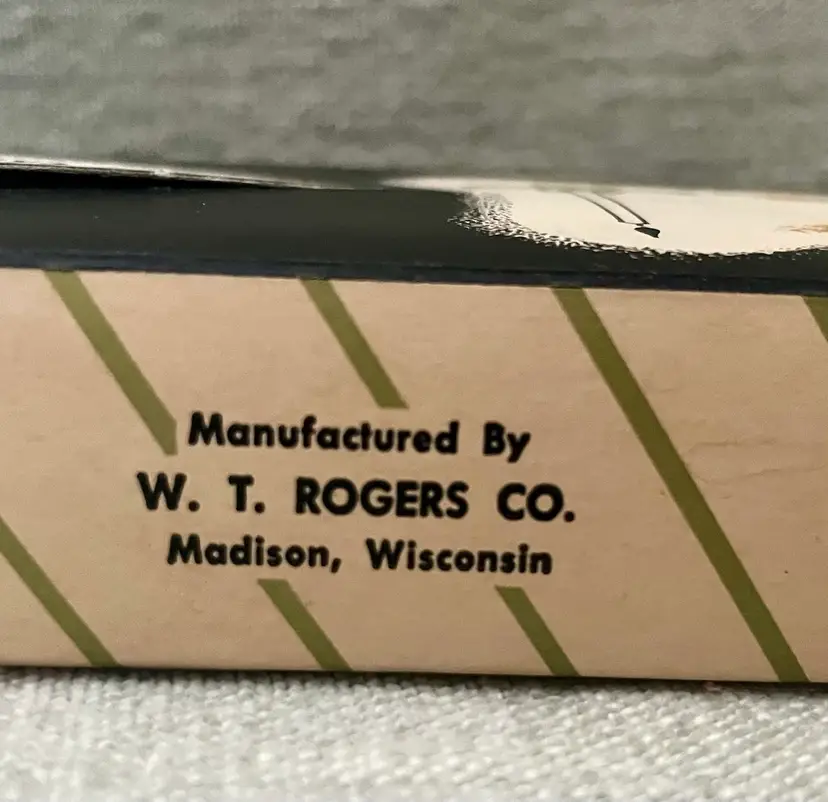 Manufactured By
W. T. ROGERS CO.
Madison, Wisconsin